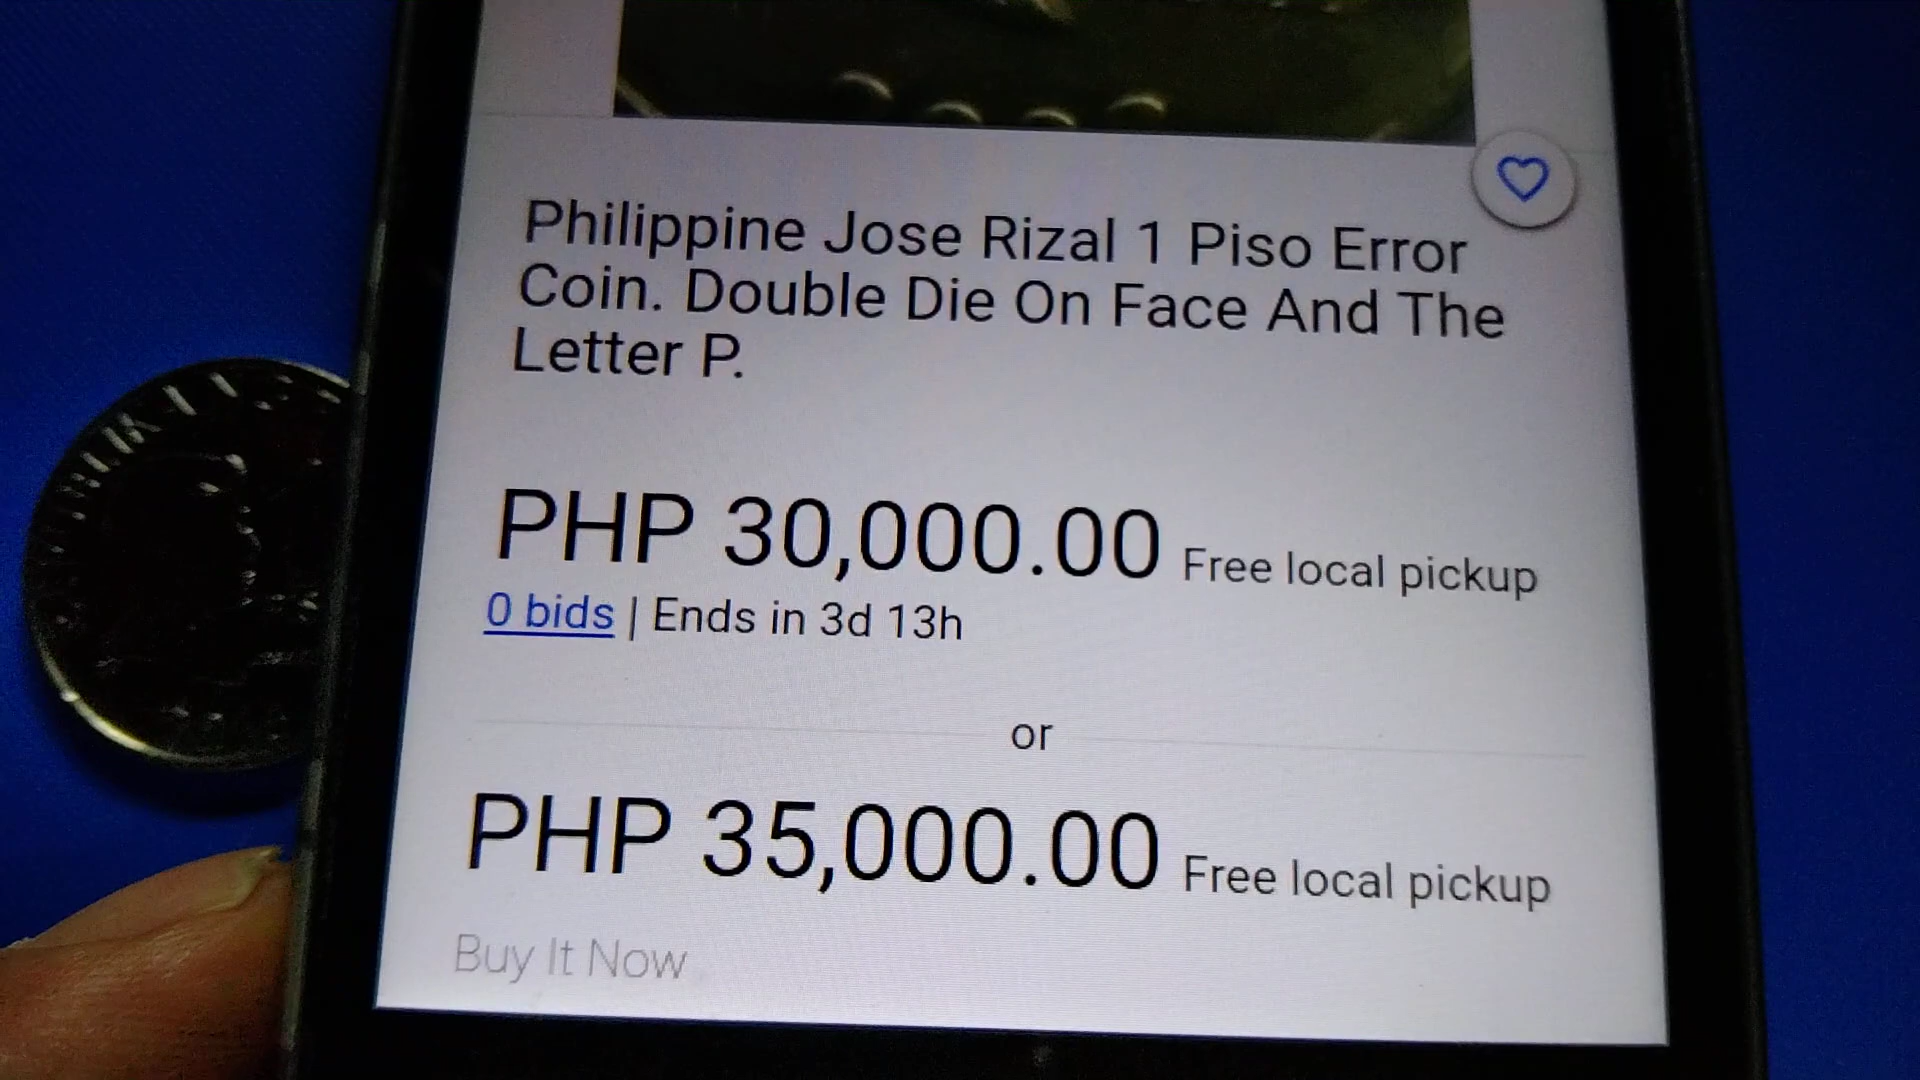 Philippine Jose Rizal 1 Piso Error
Coin. Double Die On Face And The
Letter P.
PHP 30,000.00 Free local pickup
0 bids | Ends in 3d 13h
or
PHP 35,000.00 Free local pickup
Buy It Now